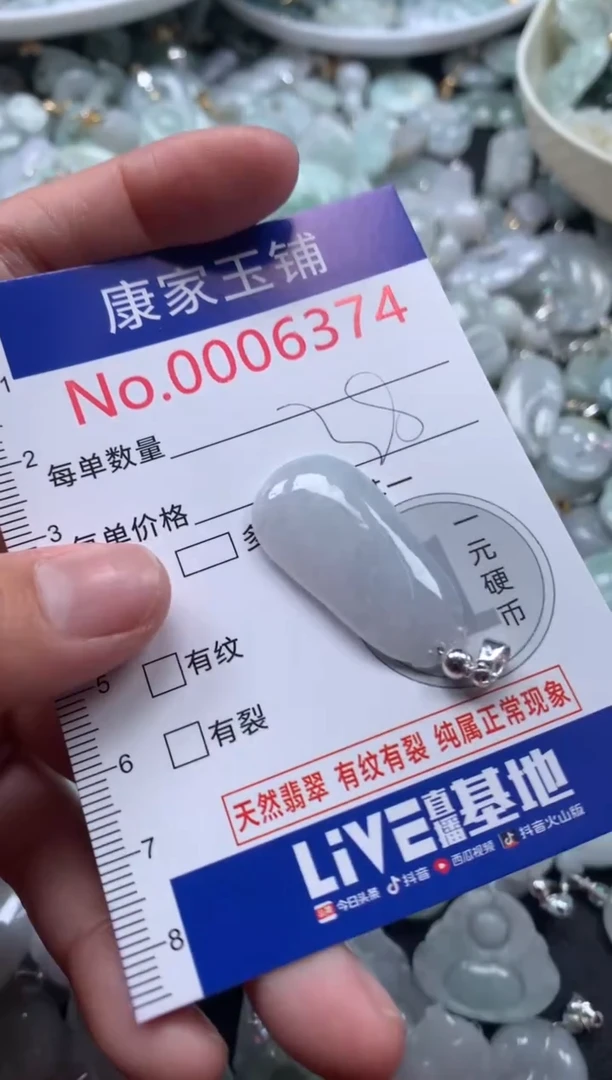 康家玉铺
No.0006374
1
2
每单数量 38
3
每单价格
一元硬币
5
有纹
6
有裂
天然翡翠 有纹有裂 纯属正常现象
7
LiVE直播基地
8
今日头条 抖音 西瓜视频 抖音火山版